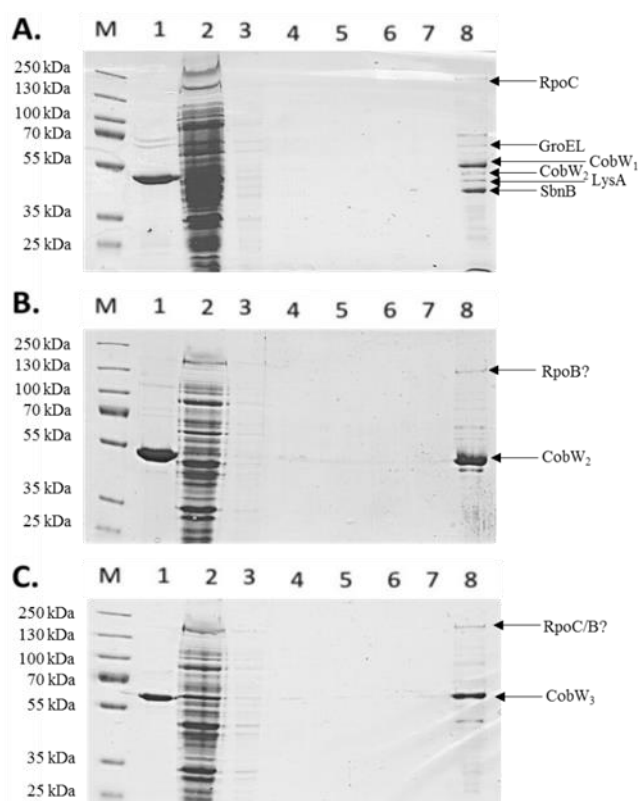 A. M 1 2 3 4 5 6 7 8
250 kDa
130 kDa
RpoC
100 kDa
70 kDa
GroEL
55 kDa
CobW₁
CobW₂
LysA
SbnB
35 kDa
25 kDa
B. M 1 2 3 4 5 6 7 8
250 kDa
130 kDa
RpoB?
100 kDa
70 kDa
55 kDa
CobW₂
35 kDa
25 kDa
C. M 1 2 3 4 5 6 7 8
250 kDa
RpoC/B?
130 kDa
100 kDa
70 kDa
CobW₃
55 kDa
35 kDa
25 kDa